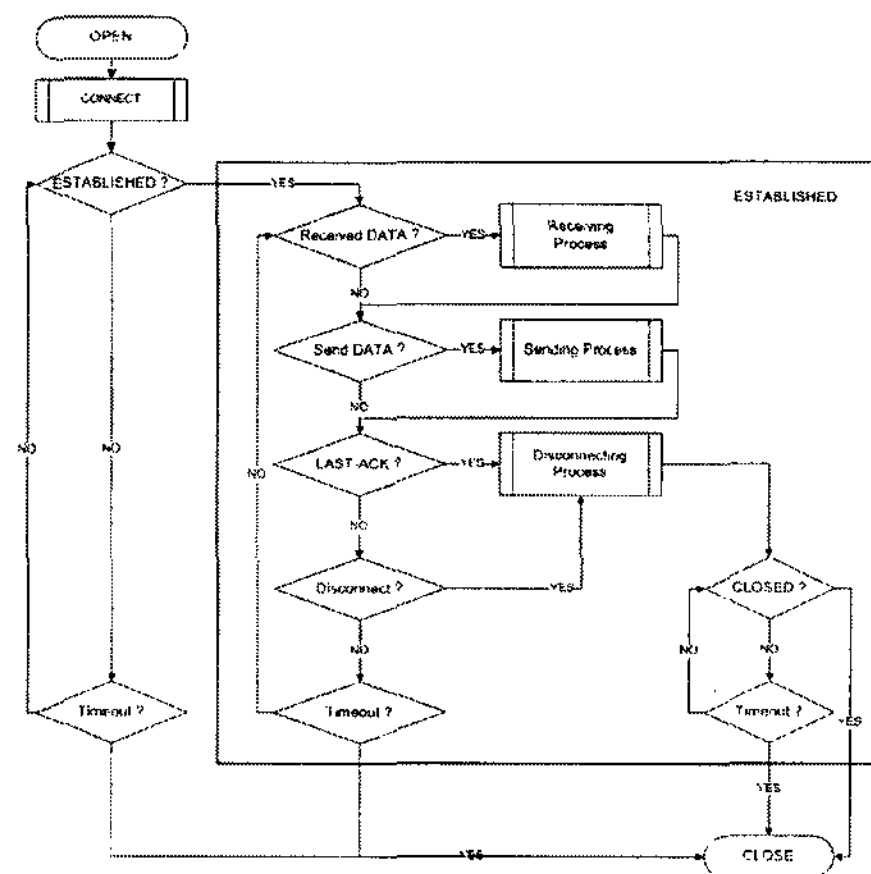 OPEN
CONNECT
ESTABLISHED ?
YES
ESTABLISHED
Received DATA ?
YES
Receiving
Process
NO
Send DATA ?
YES
Sending Process
NO
NO
NO
NO
LAST-ACK ?
YES
Disconnecting
Process
NO
Disconnect ?
YES
CLOSED ?
NO
NO
NO
Timeout ?
Timeout ?
Timeout ?
YES
YES
YES
CLOSE